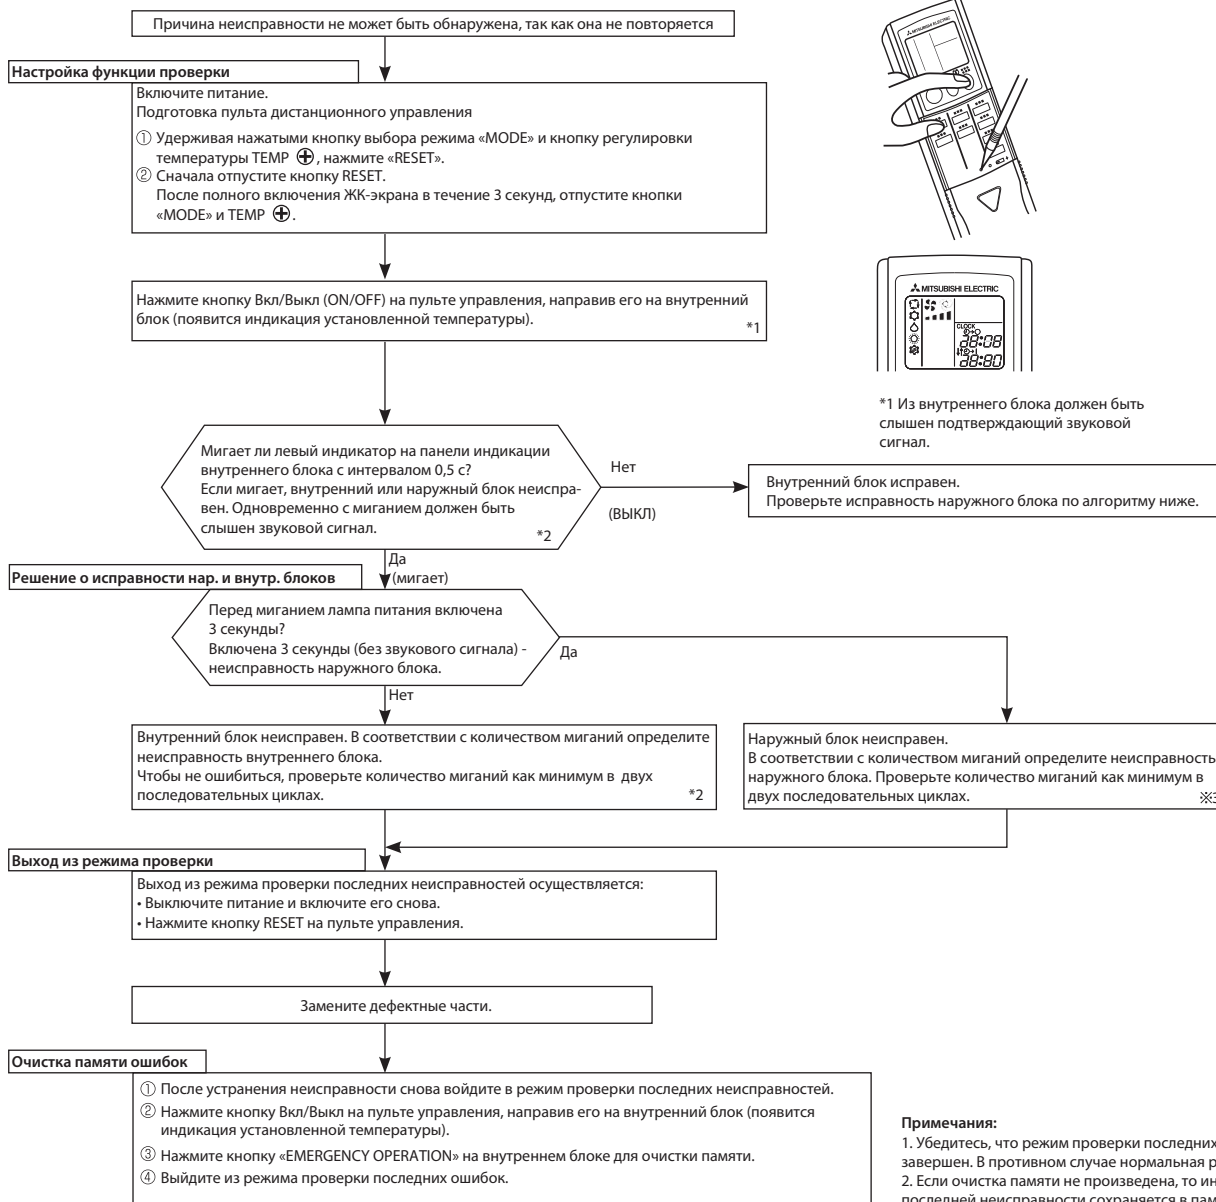 Причина неисправности не может быть обнаружена, так как она не повторяется
Настройка функции проверки
Включите питание.
Подготовка пульта дистанционного управления
① Удерживая нажатыми кнопку выбора режима «MODE» и кнопку регулировки
температуры TEMP ⊕, нажмите «RESET».
② Сначала отпустите кнопку RESET.
После полного включения ЖК-экрана в течение 3 секунд, отпустите кнопки
«MODE» и TEMP ⊕.
Нажмите кнопку Вкл/Выкл (ON/OFF) на пульте управления, направив его на внутренний
блок (появится индикация установленной температуры).
*1
MITSUBISHI ELECTRIC
MITSUBISHI ELECTRIC
CLOCK
88:08
88:80
*1 Из внутреннего блока должен быть
слышен подтверждающий звуковой
сигнал.
Мигает ли левый индикатор на панели индикации
внутреннего блока с интервалом 0,5 с?
Если мигает, внутренний или наружный блок неиспра-
вен. Одновременно с миганием должен быть
слышен звуковой сигнал.
*2
Нет
(ВЫКЛ)
Внутренний блок исправен.
Проверьте исправность наружного блока по алгоритму ниже.
Да
(мигает)
Решение о исправности нар. и внутр. блоков
Перед миганием лампа питания включена
3 секунды?
Включена 3 секунды (без звукового сигнала) -
неисправность наружного блока.
Да
Нет
Внутренний блок неисправен. В соответствии с количеством миганий определите
неисправность внутреннего блока.
Чтобы не ошибиться, проверьте количество миганий как минимум в двух
последовательных циклах.
*2
Наружный блок неисправен.
В соответствии с количеством миганий определите неисправность
наружного блока. Проверьте количество миганий как минимум в
двух последовательных циклах.
※3
Выход из режима проверки
Выход из режима проверки последних неисправностей осуществляется:
• Выключите питание и включите его снова.
• Нажмите кнопку RESET на пульте управления.
Замените дефектные части.
Очистка памяти ошибок
① После устранения неисправности снова войдите в режим проверки последних неисправностей.
② Нажмите кнопку Вкл/Выкл на пульте управления, направив его на внутренний блок (появится
индикация установленной температуры).
③ Нажмите кнопку «EMERGENCY OPERATION» на внутреннем блоке для очистки памяти.
④ Выйдите из режима проверки последних ошибок.
Примечания:
1. Убедитесь, что режим проверки последних
завершен. В противном случае нормальная
2. Если очистка памяти не произведена, то
последней неисправности сохраняется в